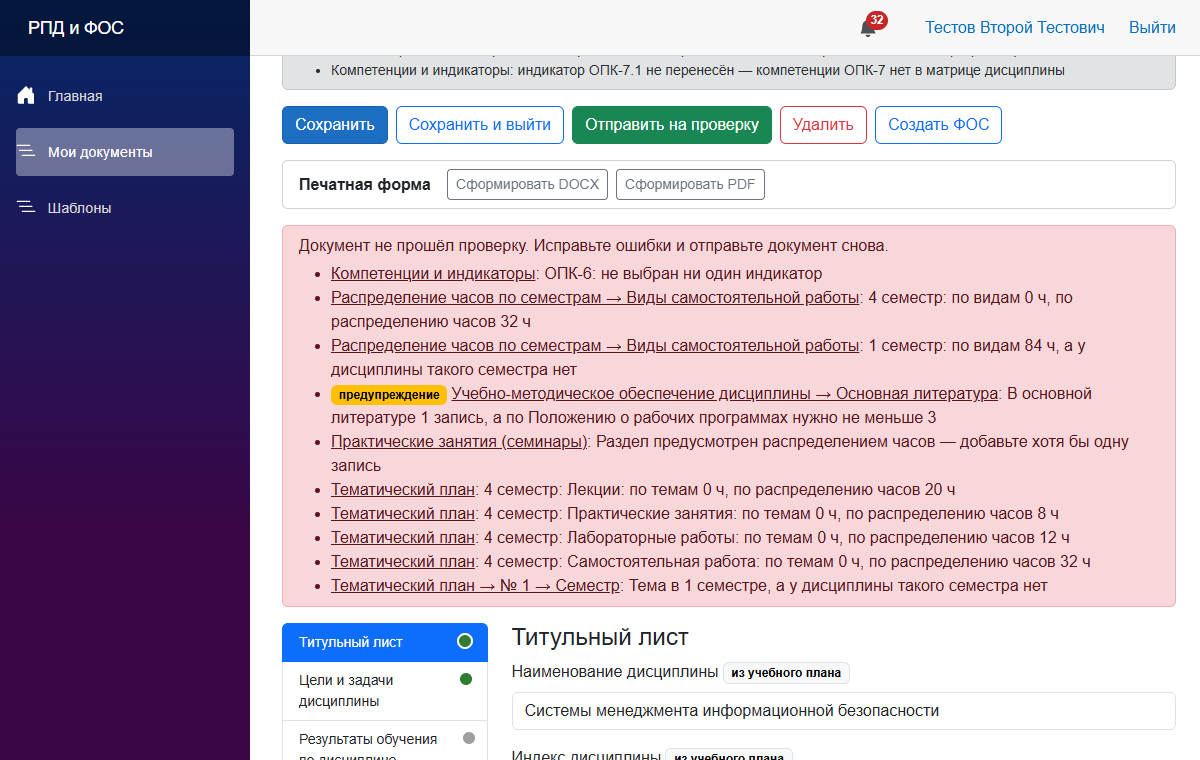 РПД и ФОС
32
Тестов Второй Тестович
Выйти
Главная
Мои документы
Шаблоны
Компетенции и индикаторы: индикатор ОПК-7.1 не перенесён — компетенции ОПК-7 нет в матрице дисциплины
Сохранить
Сохранить и выйти
Отправить на проверку
Удалить
Создать ФОС
Печатная форма
Сформировать DOCX
Сформировать PDF
Документ не прошёл проверку. Исправьте ошибки и отправьте документ снова.
Компетенции и индикаторы: ОПК-6: не выбран ни один индикатор
Распределение часов по семестрам → Виды самостоятельной работы: 4 семестр: по видам 0 ч, по
распределению часов 32 ч
Распределение часов по семестрам → Виды самостоятельной работы: 1 семестр: по видам 84 ч, а у
дисциплины такого семестра нет
предупреждение Учебно-методическое обеспечение дисциплины → Основная литература: В основной
литературе 1 запись, а по Положению о рабочих программах нужно не меньше 3
Практические занятия (семинары): Раздел предусмотрен распределением часов — добавьте хотя бы одну
запись
Тематический план: 4 семестр: Лекции: по темам 0 ч, по распределению часов 20 ч
Тематический план: 4 семестр: Практические занятия: по темам 0 ч, по распределению часов 8 ч
Тематический план: 4 семестр: Лабораторные работы: по темам 0 ч, по распределению часов 12 ч
Тематический план: 4 семестр: Самостоятельная работа: по темам 0 ч, по распределению часов 32 ч
Тематический план → № 1 → Семестр: Тема в 1 семестре, а у дисциплины такого семестра нет
Титульный лист
Цели и задачи
дисциплины
Результаты обучения
по дисциплине
Титульный лист
Наименование дисциплины из учебного плана
Системы менеджмента информационной безопасности
Индекс дисциплины из учебного плана